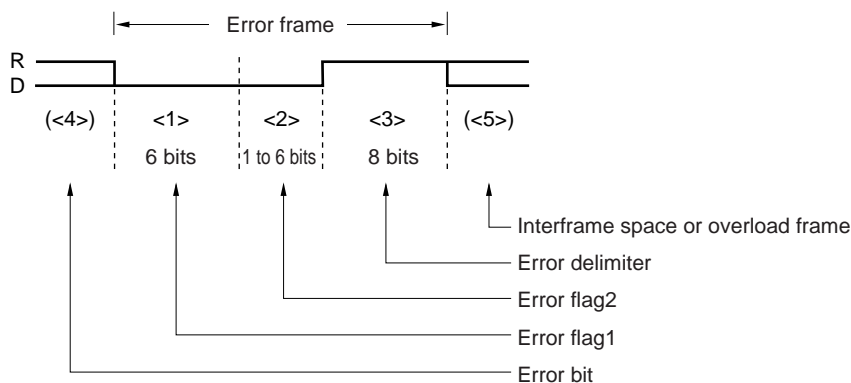 Error frame
R
D
(<4>) <1> <2> <3> (<5>)
6 bits 1 to 6 bits 8 bits
Interframe space or overload frame
Error delimiter
Error flag2
Error flag1
Error bit